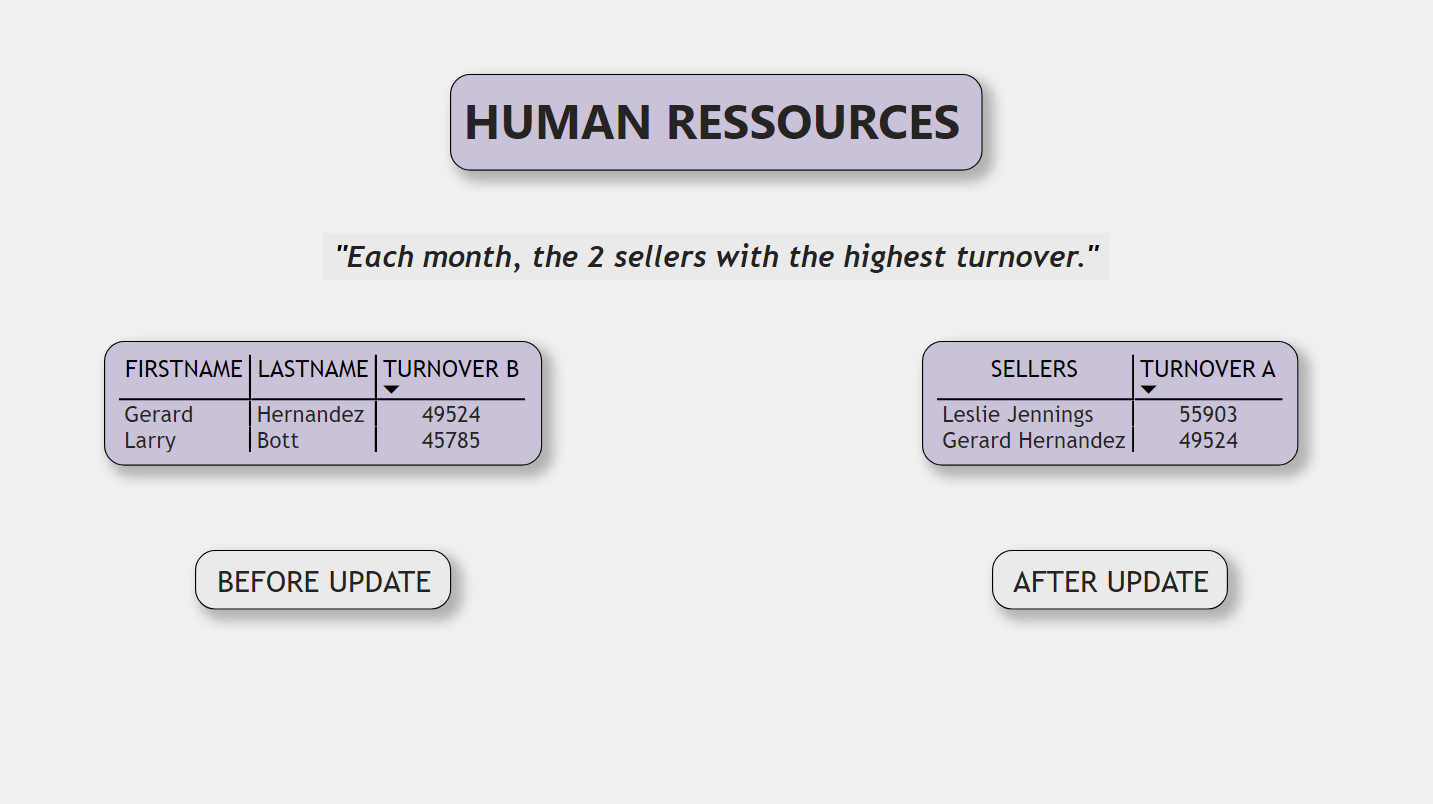 HUMAN RESSOURCES
"Each month, the 2 sellers with the highest turnover."
FIRSTNAME LASTNAME TURNOVER B
Gerard Hernandez 49524
Larry Bott 45785
SELLERS TURNOVER A
Leslie Jennings 55903
Gerard Hernandez 49524
BEFORE UPDATE
AFTER UPDATE